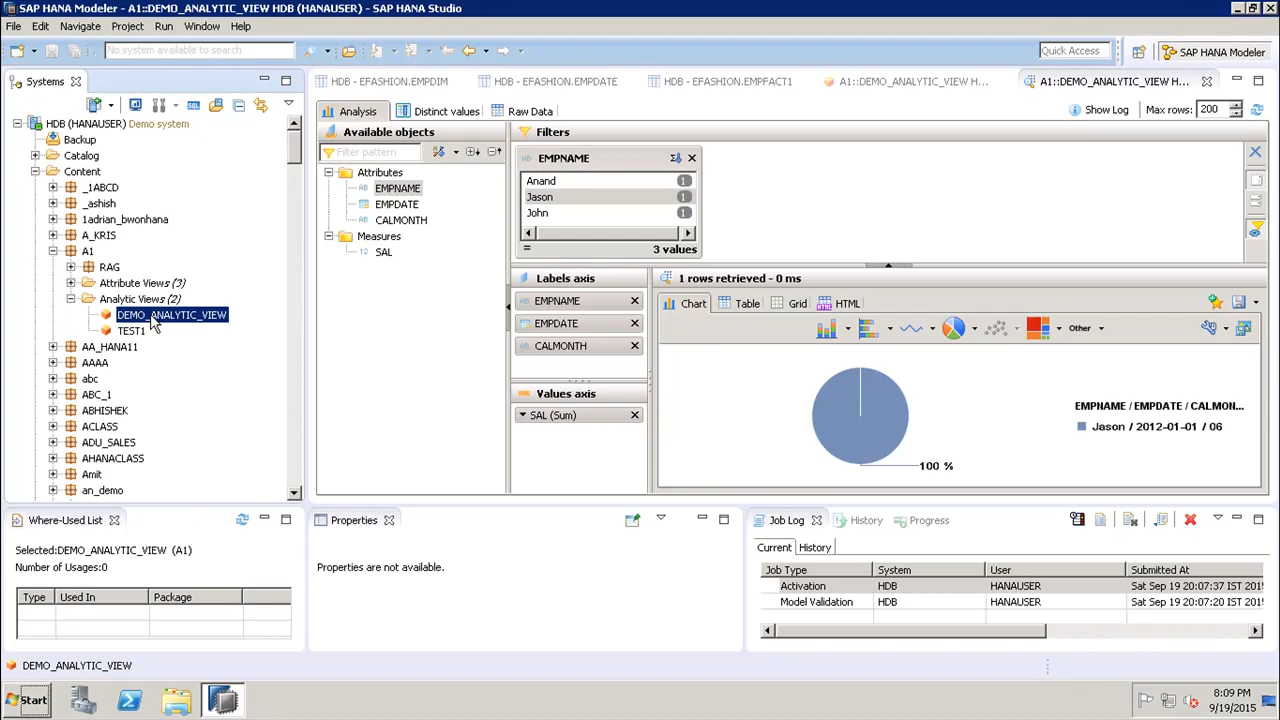 SAP HANA Modeler - A1::DEMO_ANALYTIC_VIEW HDB (HANAUSER) - SAP HANA Studio
File Edit Navigate Project Run Window Help
No system available to search
Quick Access
SAP HANA Modeler
Systems
HDB - EFASHION.EMPDIM
HDB - EFASHION.EMPDATE
HDB - EFASHION.EMPFACT1
A1::DEMO_ANALYTIC_VIEW H...
A1::DEMO_ANALYTIC_VIEW H...
SQL
Analysis
Distinct values
Raw Data
Show Log
Max rows: 200
HDB (HANAUSER) Demo system
Backup
Catalog
Content
_1ABCD
_ashish
1adrian_bwonhana
A_KRIS
A1
RAG
Attribute Views (3)
Analytic Views (2)
DEMO_ANALYTIC_VIEW
TEST1
AA_HANA11
AAAA
abc
ABC_1
ABHISHEK
ACLASS
ADU_SALES
AHANACLASS
Amit
an_demo
Available objects
Filter pattern
Attributes
EMPNAME
EMPDATE
CALMONTH
Measures
12 SAL
Filters
EMPNAME
Anand 1
Jason 1
John 1
= 3 values
Labels axis
EMPNAME
EMPDATE
CALMONTH
Values axis
SAL (Sum)
1 rows retrieved - 0 ms
Chart Table Grid HTML
Other
EMPNAME / EMPDATE / CALMON...
Jason / 2012-01-01 / 06
100 %
Where-Used List
Selected:DEMO_ANALYTIC_VIEW (A1)
Number of Usages:0
Type Used In Package
Properties
Properties are not available.
Job Log History Progress
Current History
Job Type System User Submitted At
Activation HDB HANAUSER Sat Sep 19 20:07:37 IST 201
Model Validation HDB HANAUSER Sat Sep 19 20:07:20 IST 201
DEMO_ANALYTIC_VIEW
Start
8:09 PM
9/19/2015